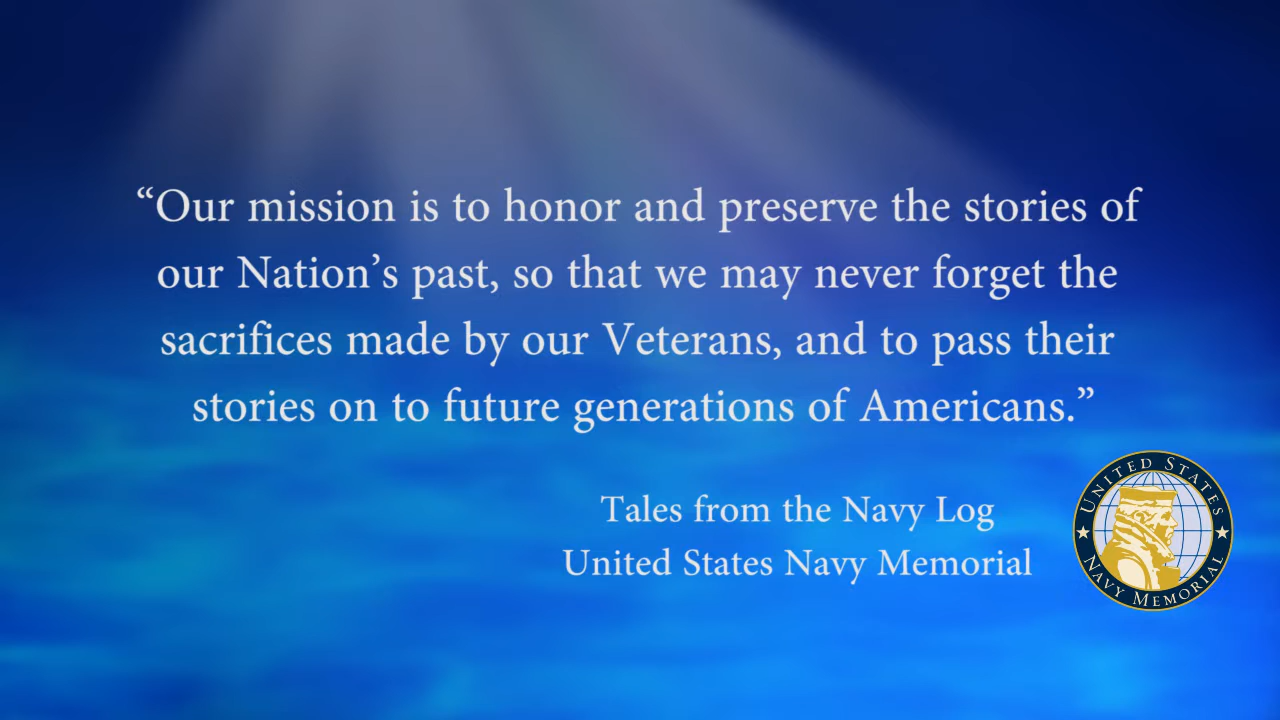 “Our mission is to honor and preserve the stories of
our Nation’s past, so that we may never forget the
sacrifices made by our Veterans, and to pass their
stories on to future generations of Americans.”
Tales from the Navy Log
United States Navy Memorial
UNITED STATES
NAVY MEMORIAL